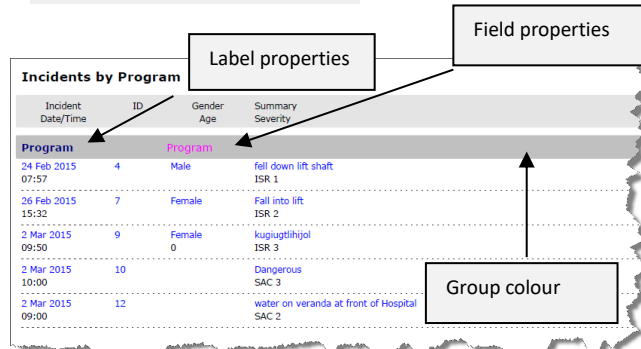 Field properties
Label properties
Incidents by Program
Incident ID Gender Summary
Date/Time Age Severity
Program Program
24 Feb 2015 4 Male fell down lift shaft
07:57 ISR 1
26 Feb 2015 7 Female Fall into lift
15:32 ISR 2
2 Mar 2015 9 Female kugiugtlihijol
09:50 0 ISR 3
2 Mar 2015 10 Dangerous
10:00 SAC 3
2 Mar 2015 12 water on veranda at front of Hospital
09:00 SAC 2
Group colour